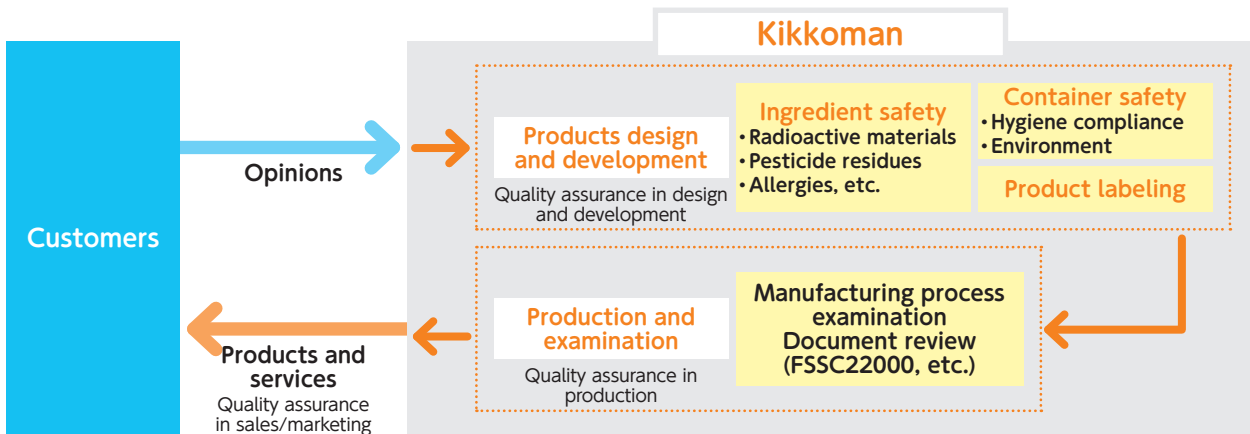 Kikkoman
Customers
Opinions
Products design
and development
Quality assurance in design
and development
Ingredient safety
・Radioactive materials
・Pesticide residues
・Allergies, etc.
Container safety
・Hygiene compliance
・Environment
Product labeling
Products and
services
Quality assurance
in sales/marketing
Production and
examination
Quality assurance in
production
Manufacturing process
examination
Document review
(FSSC22000, etc.)